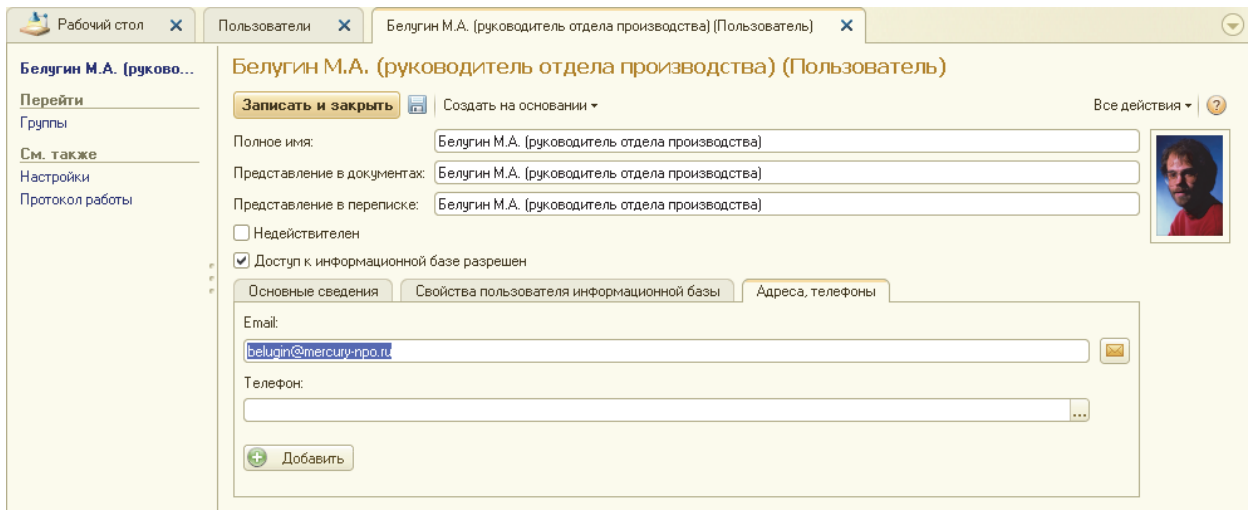 Рабочий стол
Пользователи
Белугин М.А. (руководитель отдела производства) (Пользователь)
Белугин М.А. (руково...
Перейти
Группы
См. также
Настройки
Протокол работы
Белугин М.А. (руководитель отдела производства) (Пользователь)
Записать и закрыть
Создать на основании
Все действия
?
Полное имя: Белугин М.А. (руководитель отдела производства)
Представление в документах: Белугин М.А. (руководитель отдела производства)
Представление в переписке: Белугин М.А. (руководитель отдела производства)
Недействителен
Доступ к информационной базе разрешен
Основные сведения
Свойства пользователя информационной базы
Адреса, телефоны
Email:
belugin@mercury-npo.ru
Телефон:
...
Добавить